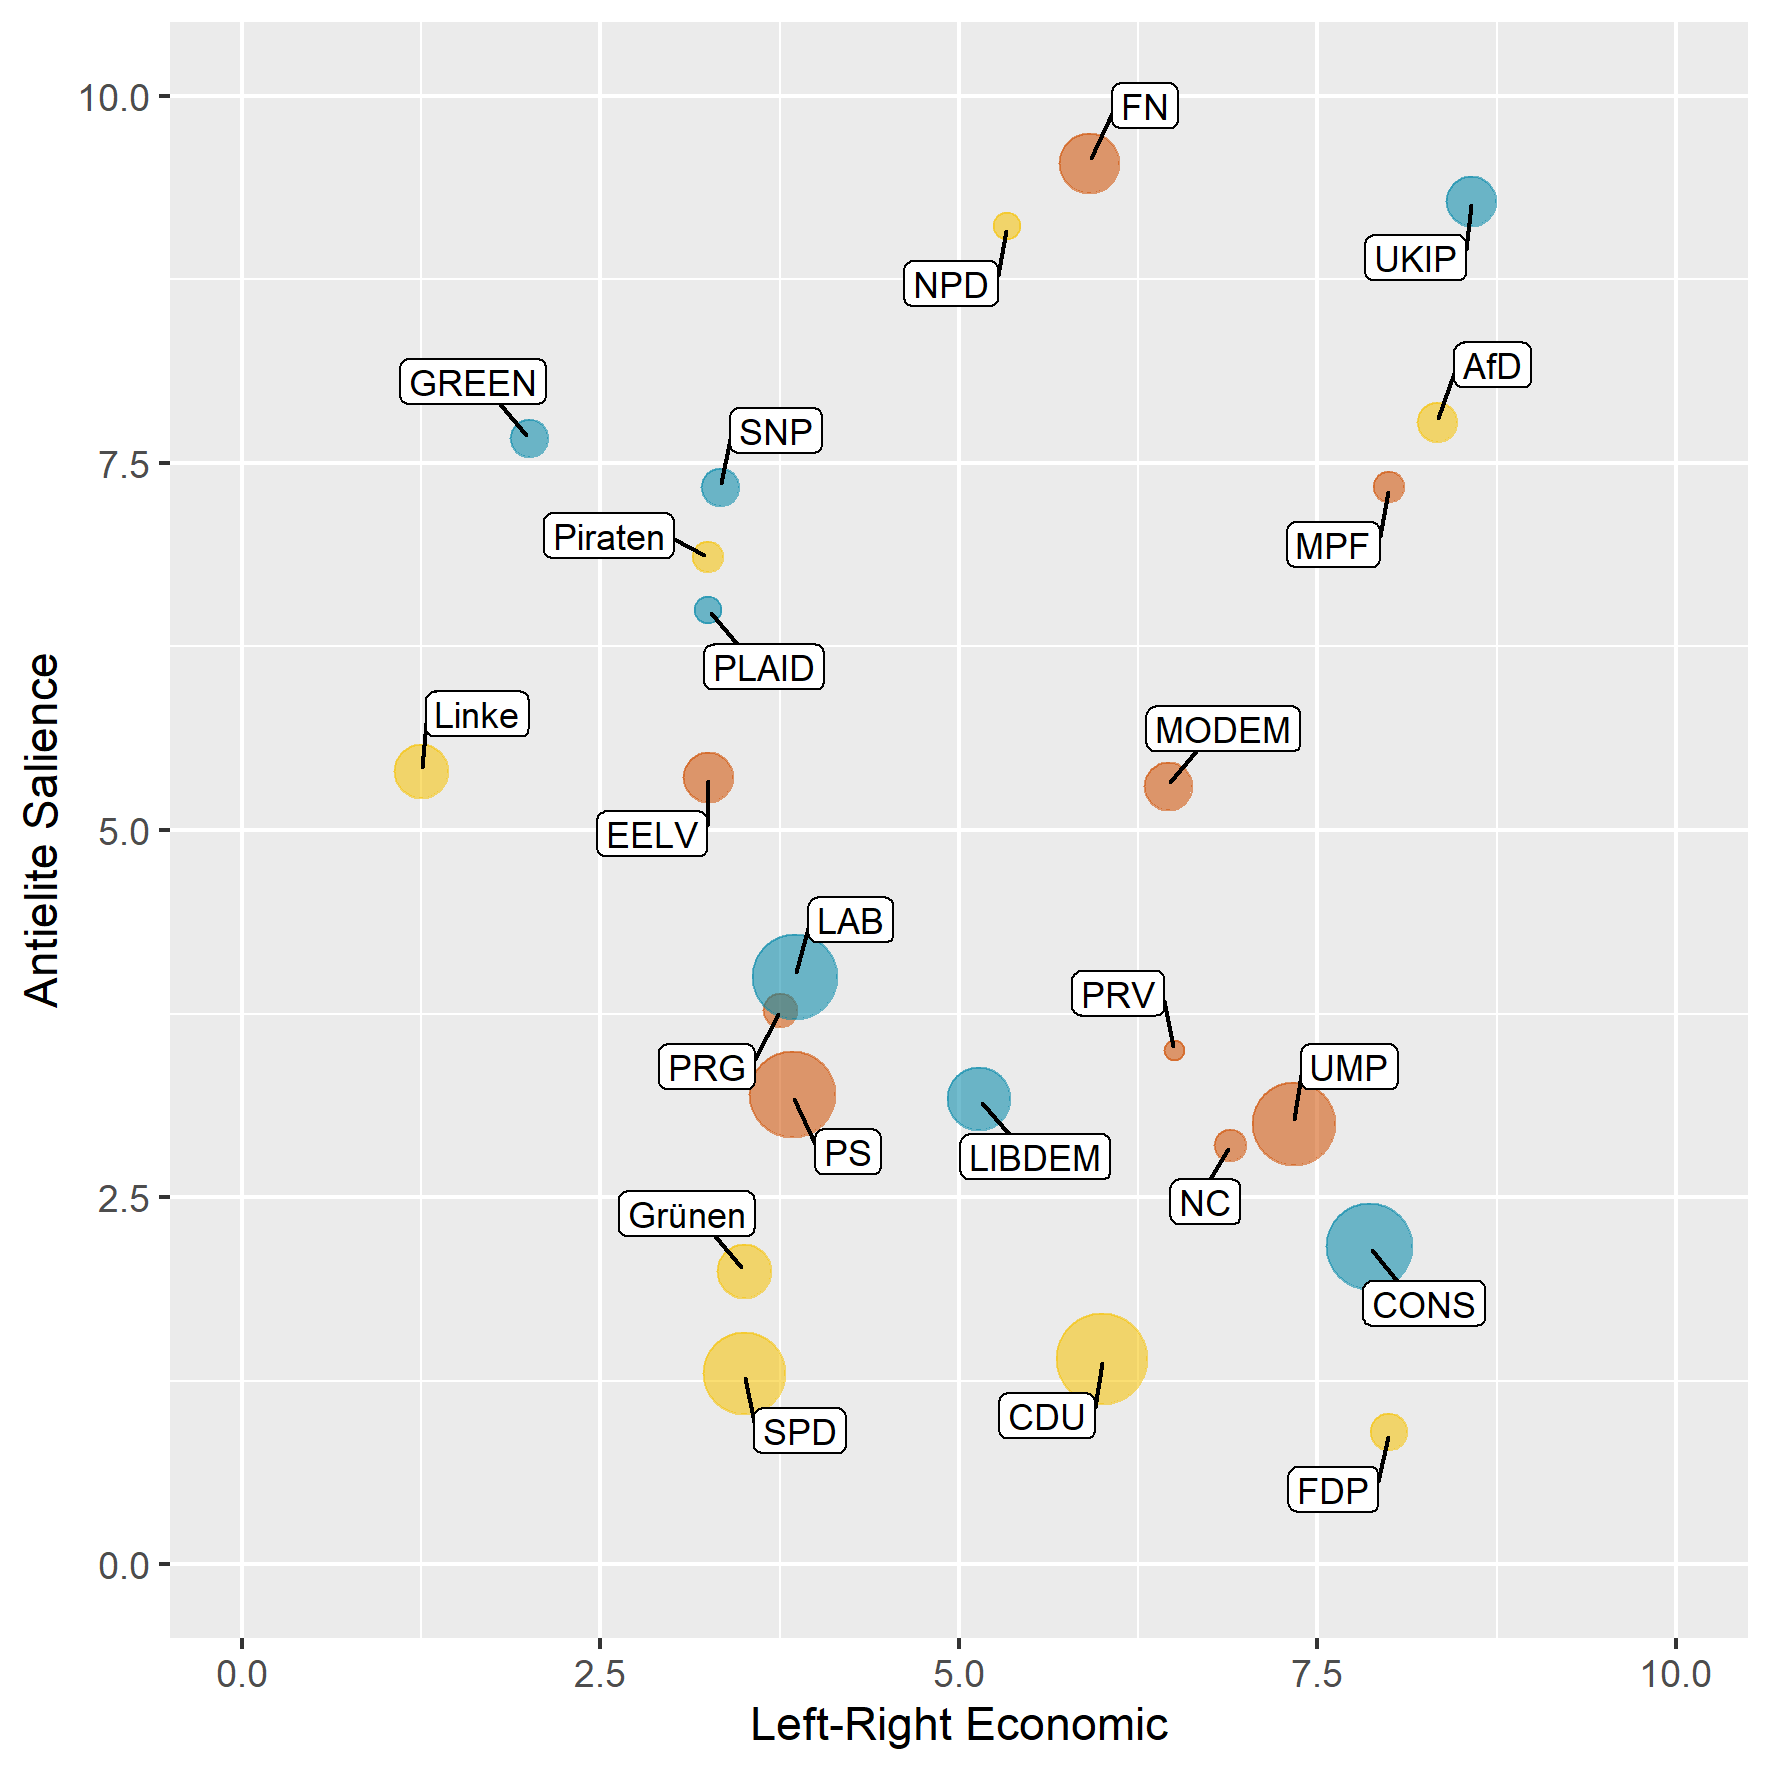 10.0
FN
UKIP
NPD
AfD
GREEN
SNP
7.5
Piraten
MPF
PLAID
Linke
MODEM
EELV
5.0
Antielite Salience
LAB
PRV
PRG
UMP
PS
LIBDEM
NC
2.5
Grünen
CONS
CDU
SPD
FDP
0.0
0.0 2.5 5.0 7.5 10.0
Left-Right Economic